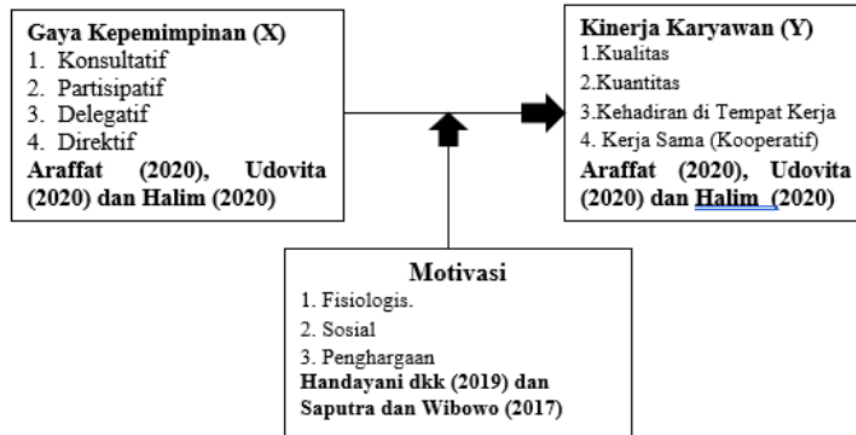 Gaya Kepemimpinan (X)
1. Konsultatif
2. Partisipatif
3. Delegatif
4. Direktif
Araffat (2020), Udovita
(2020) dan Halim (2020)
Kinerja Karyawan (Y)
1.Kualitas
2.Kuantitas
3.Kehadiran di Tempat Kerja
4. Kerja Sama (Kooperatif)
Araffat (2020), Udovita
(2020) dan Halim (2020)
Motivasi
1. Fisiologis.
2. Sosial
3. Penghargaan
Handayani dkk (2019) dan
Saputra dan Wibowo (2017)